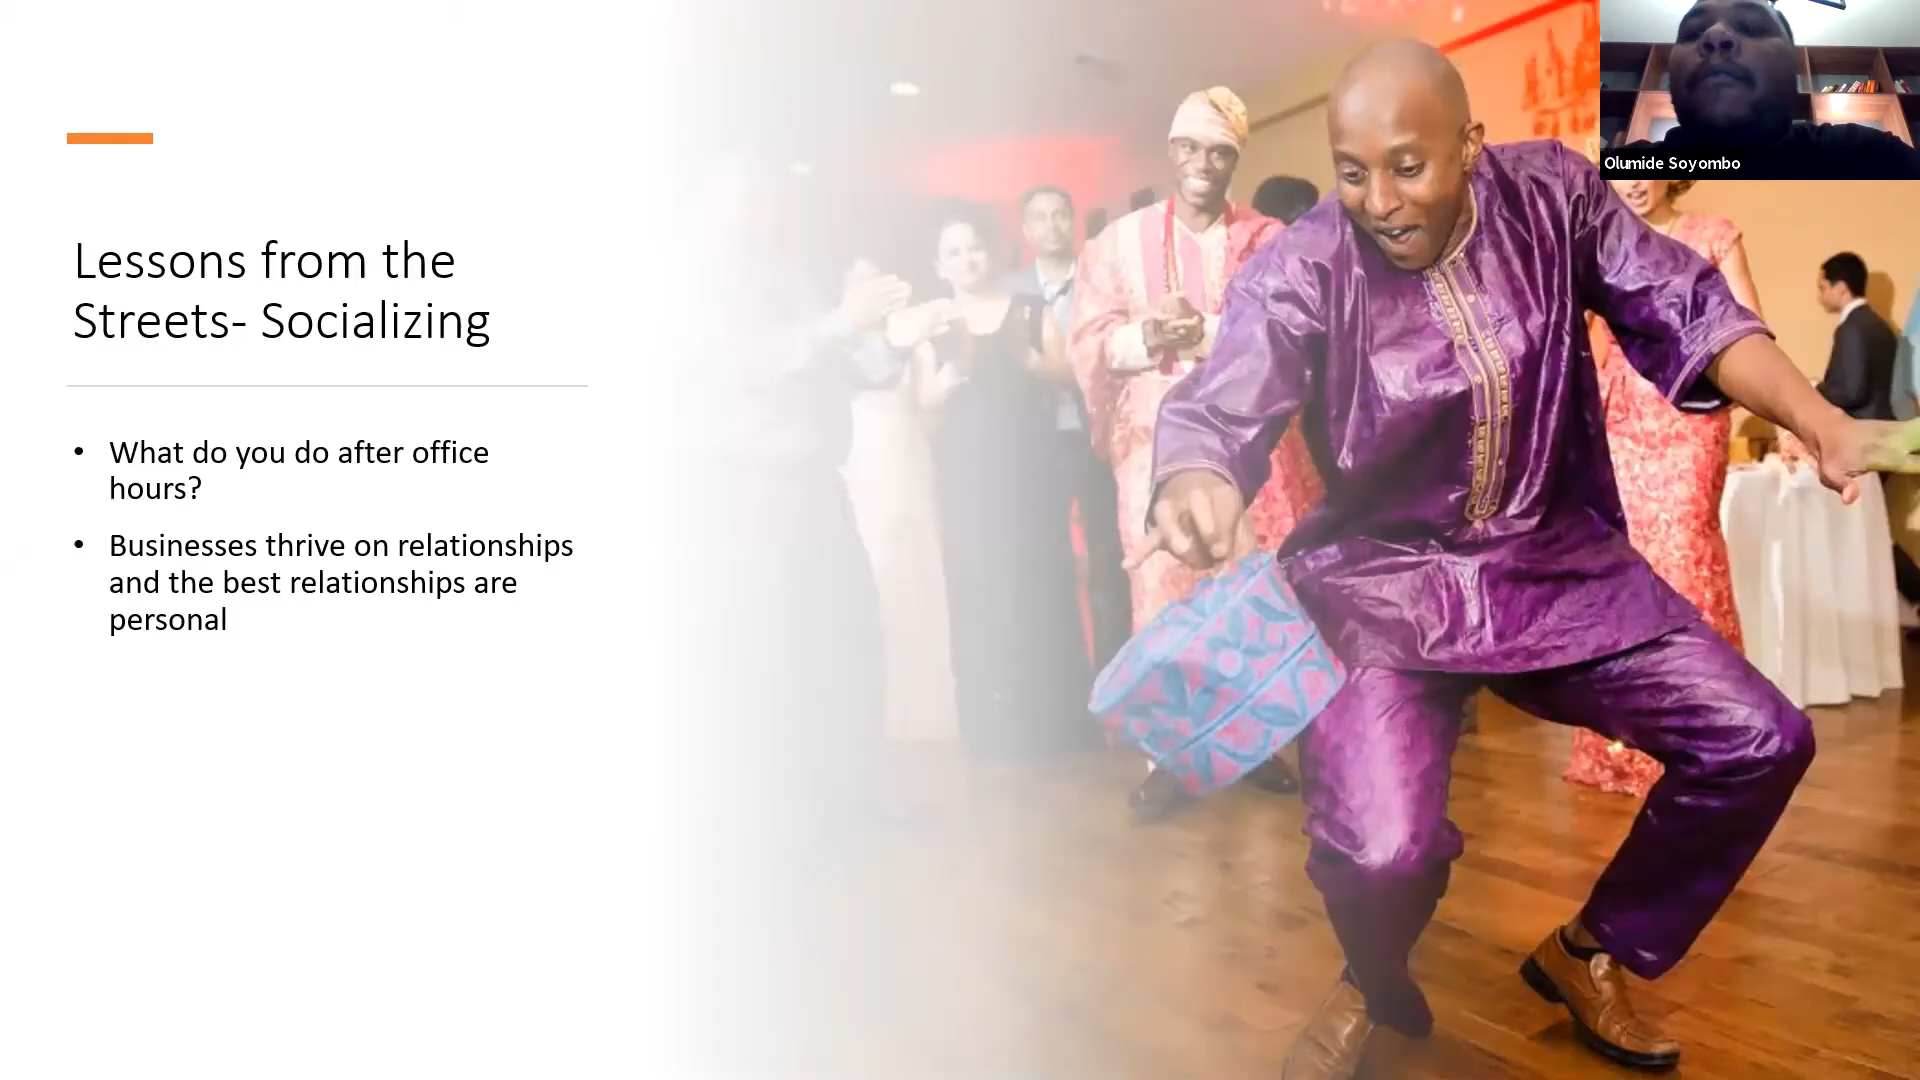 Lessons from the
Streets- Socializing
• What do you do after office
hours?
• Businesses thrive on relationships
and the best relationships are
personal
Olumide Soyombo